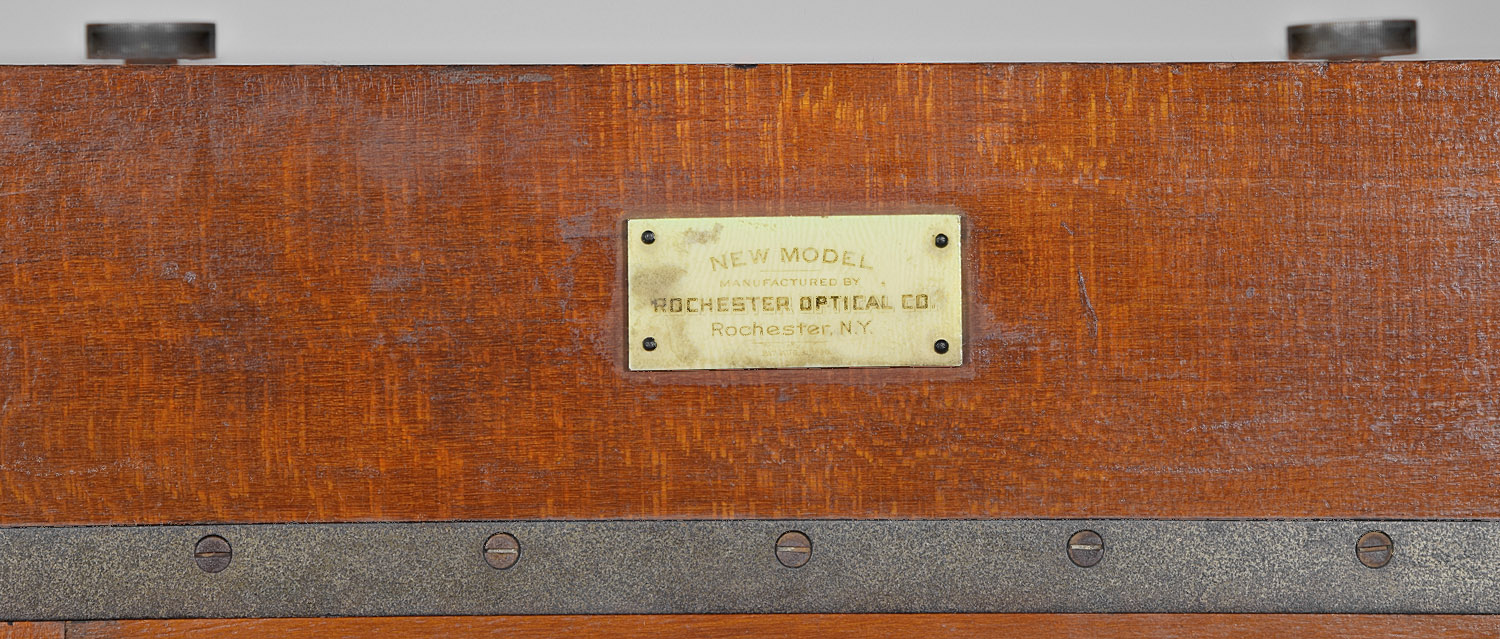 NEW MODEL
MANUFACTURED BY
ROCHESTER OPTICAL CO.
Rochester, N.Y.